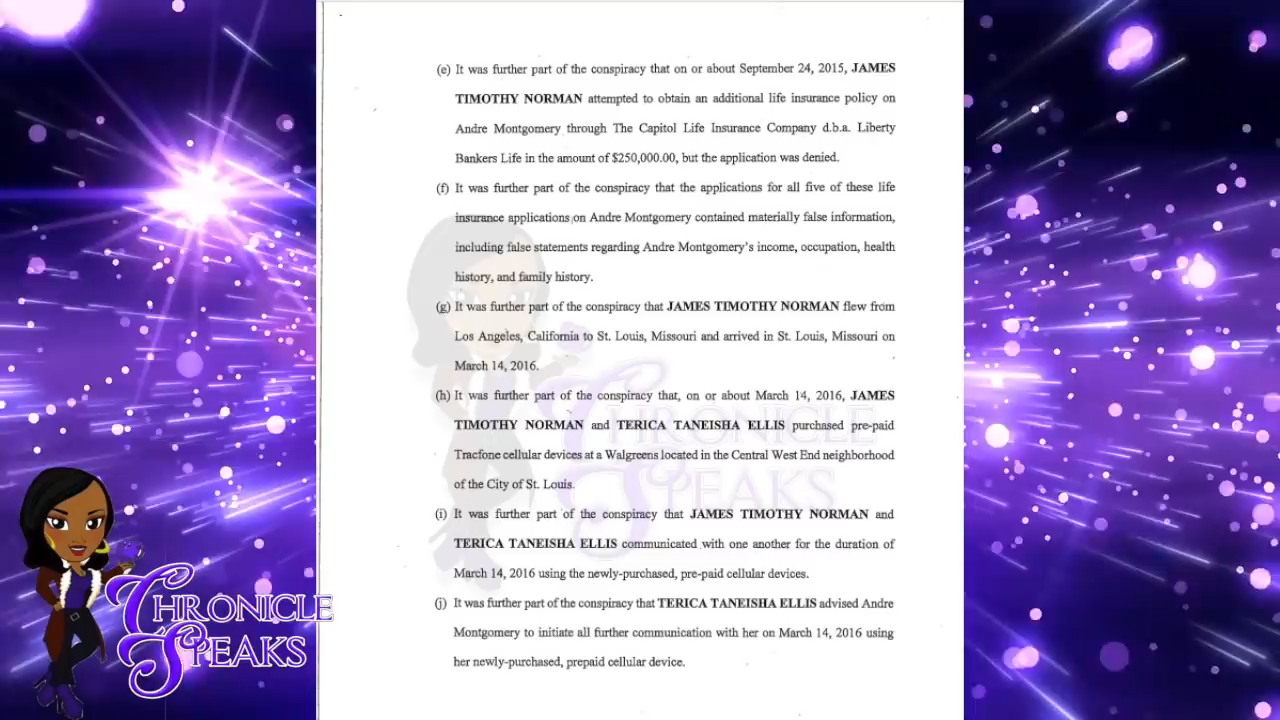 (e) It was further part of the conspiracy that on or about September 24, 2015, JAMES
TIMOTHY NORMAN attempted to obtain an additional life insurance policy on
Andre Montgomery through The Capitol Life Insurance Company d.b.a. Liberty
Bankers Life in the amount of $250,000.00, but the application was denied.
(f) It was further part of the conspiracy that the applications for all five of these life
insurance applications on Andre Montgomery contained materially false information,
including false statements regarding Andre Montgomery's income, occupation, health
history, and family history.
(g) It was further part of the conspiracy that JAMES TIMOTHY NORMAN flew from
Los Angeles, California to St. Louis, Missouri and arrived in St. Louis, Missouri on
March 14, 2016.
(h) It was further part of the conspiracy that, on or about March 14, 2016, JAMES
TIMOTHY NORMAN and TERICA TANEISHA ELLIS purchased pre-paid
Tracfone cellular devices at a Walgreens located in the Central West End neighborhood
of the City of St. Louis.
(i) It was further part of the conspiracy that JAMES TIMOTHY NORMAN and
TERICA TANEISHA ELLIS communicated with one another for the duration of
March 14, 2016 using the newly-purchased, pre-paid cellular devices.
(j) It was further part of the conspiracy that TERICA TANEISHA ELLIS advised Andre
Montgomery to initiate all further communication with her on March 14, 2016 using
her newly-purchased, prepaid cellular device.
CHRONICLE
SPEAKS
CHRONICLE
SPEAKS